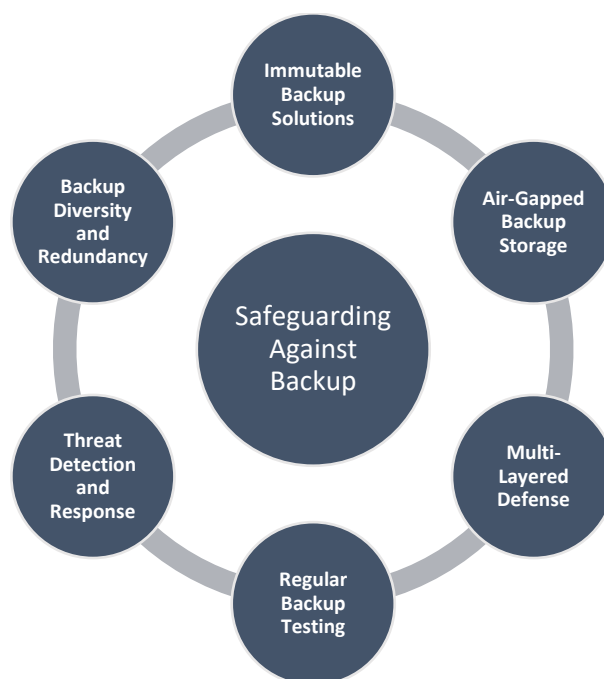 Immutable
Backup
Solutions
Air-Gapped
Backup
Storage
Multi-
Layered
Defense
Regular
Backup
Testing
Threat
Detection
and
Response
Backup
Diversity
and
Redundancy
Safeguarding
Against
Backup